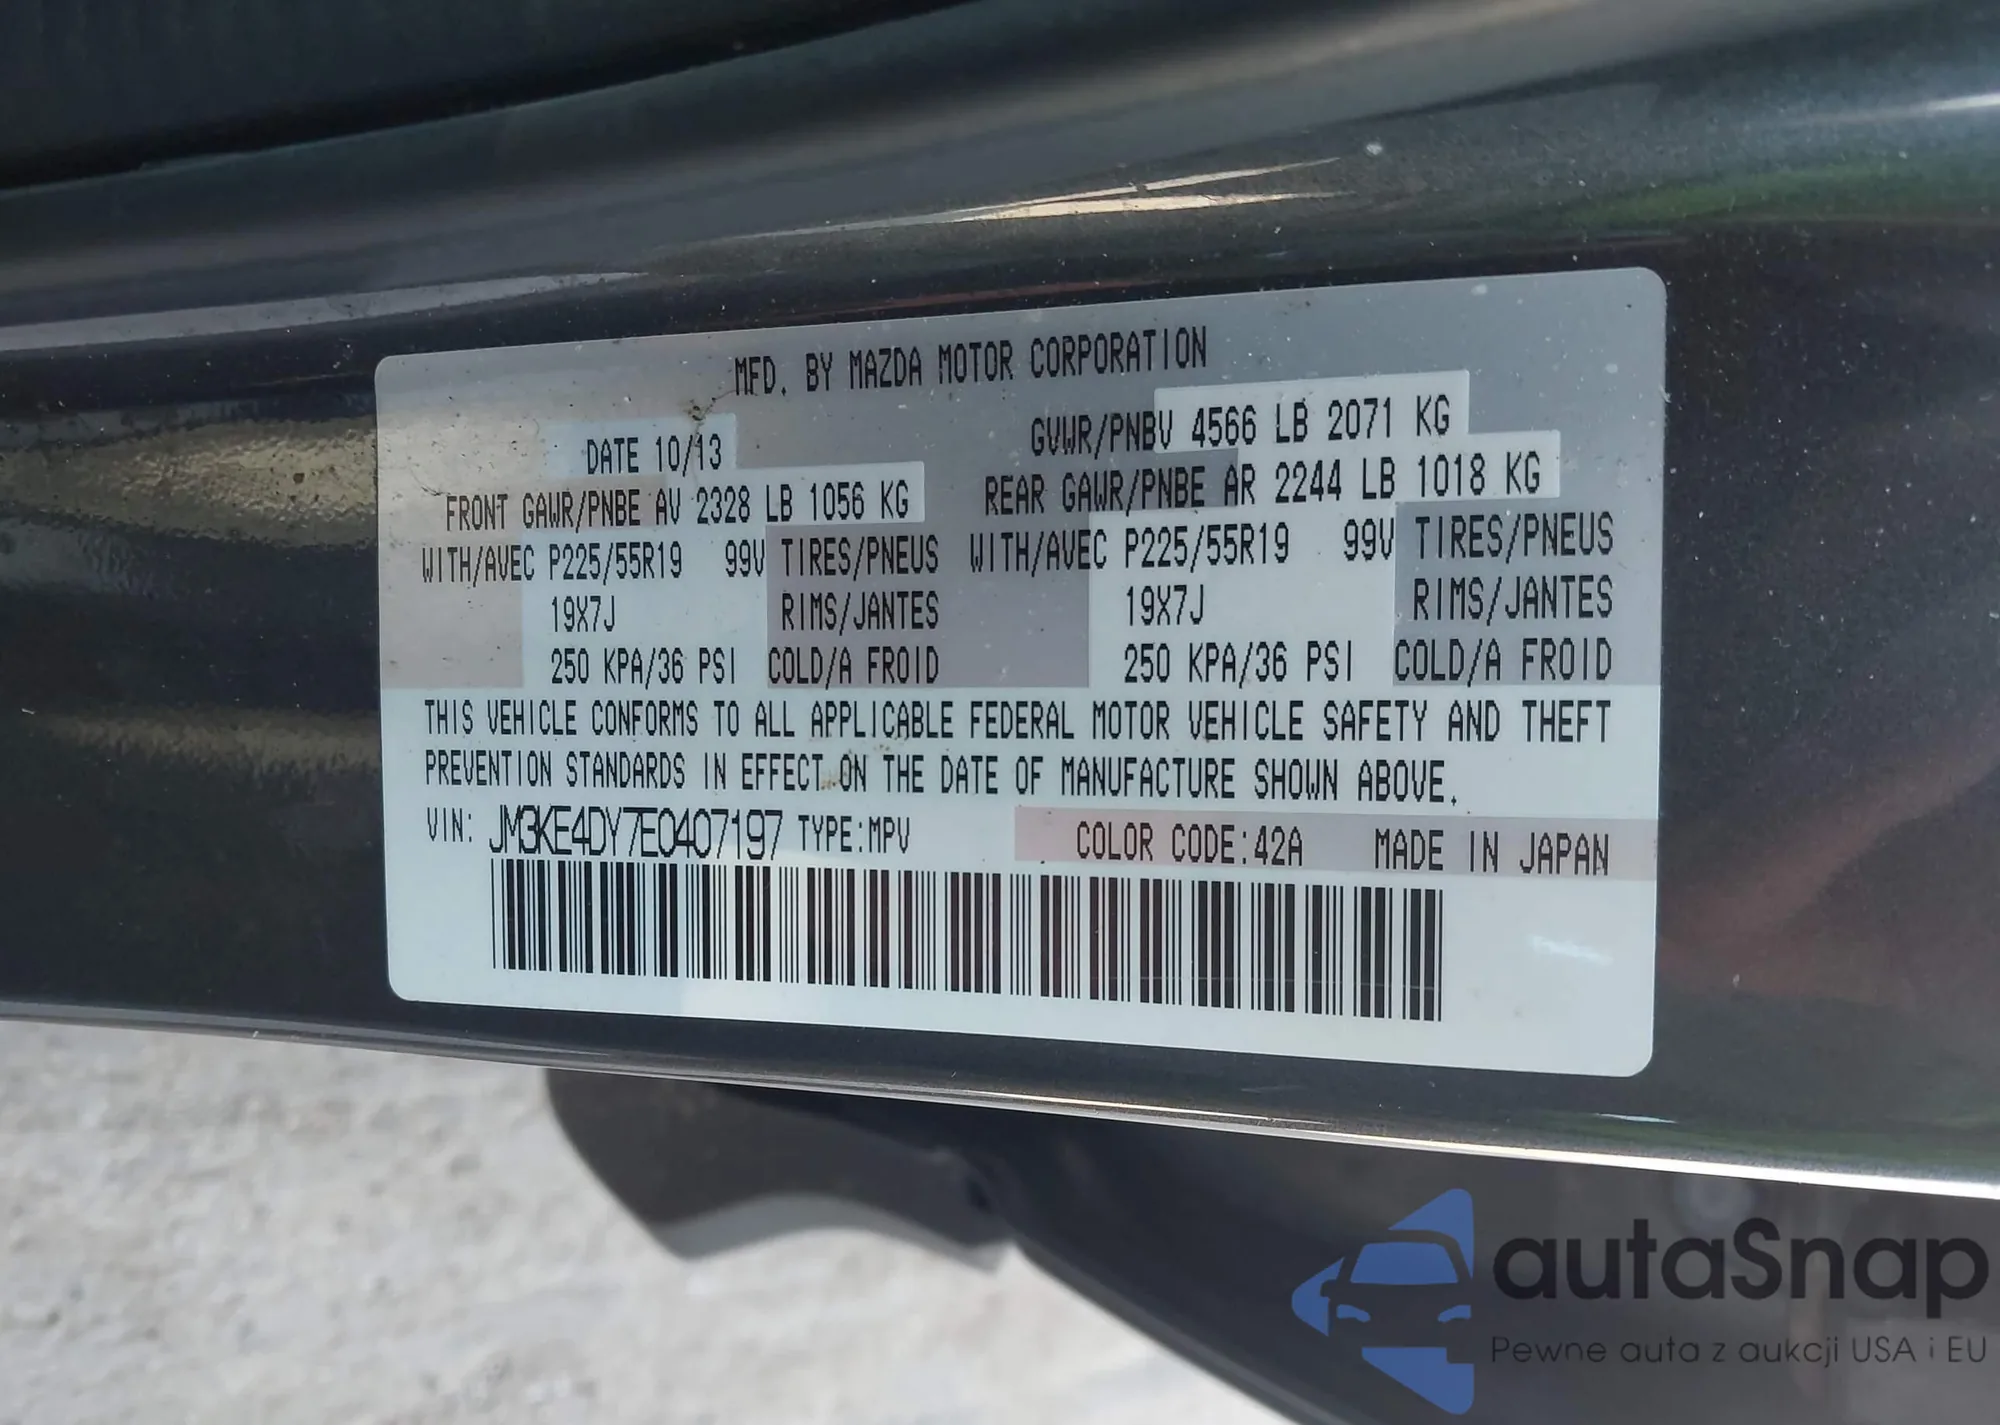 MFD. BY MAZDA MOTOR CORPORATION
DATE 10/13 GVWR/PNBV 4566 LB 2071 KG
FRONT GAWR/PNBE AV 2328 LB 1056 KG REAR GAWR/PNBE AR 2244 LB 1018 KG
WITH/AVEC P225/55R19 99V TIRES/PNEUS WITH/AVEC P225/55R19 99V TIRES/PNEUS
19X7J RIMS/JANTES 19X7J RIMS/JANTES
250 KPA/36 PSI COLD/A FROID 250 KPA/36 PSI COLD/A FROID
THIS VEHICLE CONFORMS TO ALL APPLICABLE FEDERAL MOTOR VEHICLE SAFETY AND THEFT
PREVENTION STANDARDS IN EFFECT ON THE DATE OF MANUFACTURE SHOWN ABOVE.
VIN: JM3KE4DY7E0407197 TYPE:MPV COLOR CODE:42A MADE IN JAPAN
autaSnap
Pewne auta z aukcji USA i EU